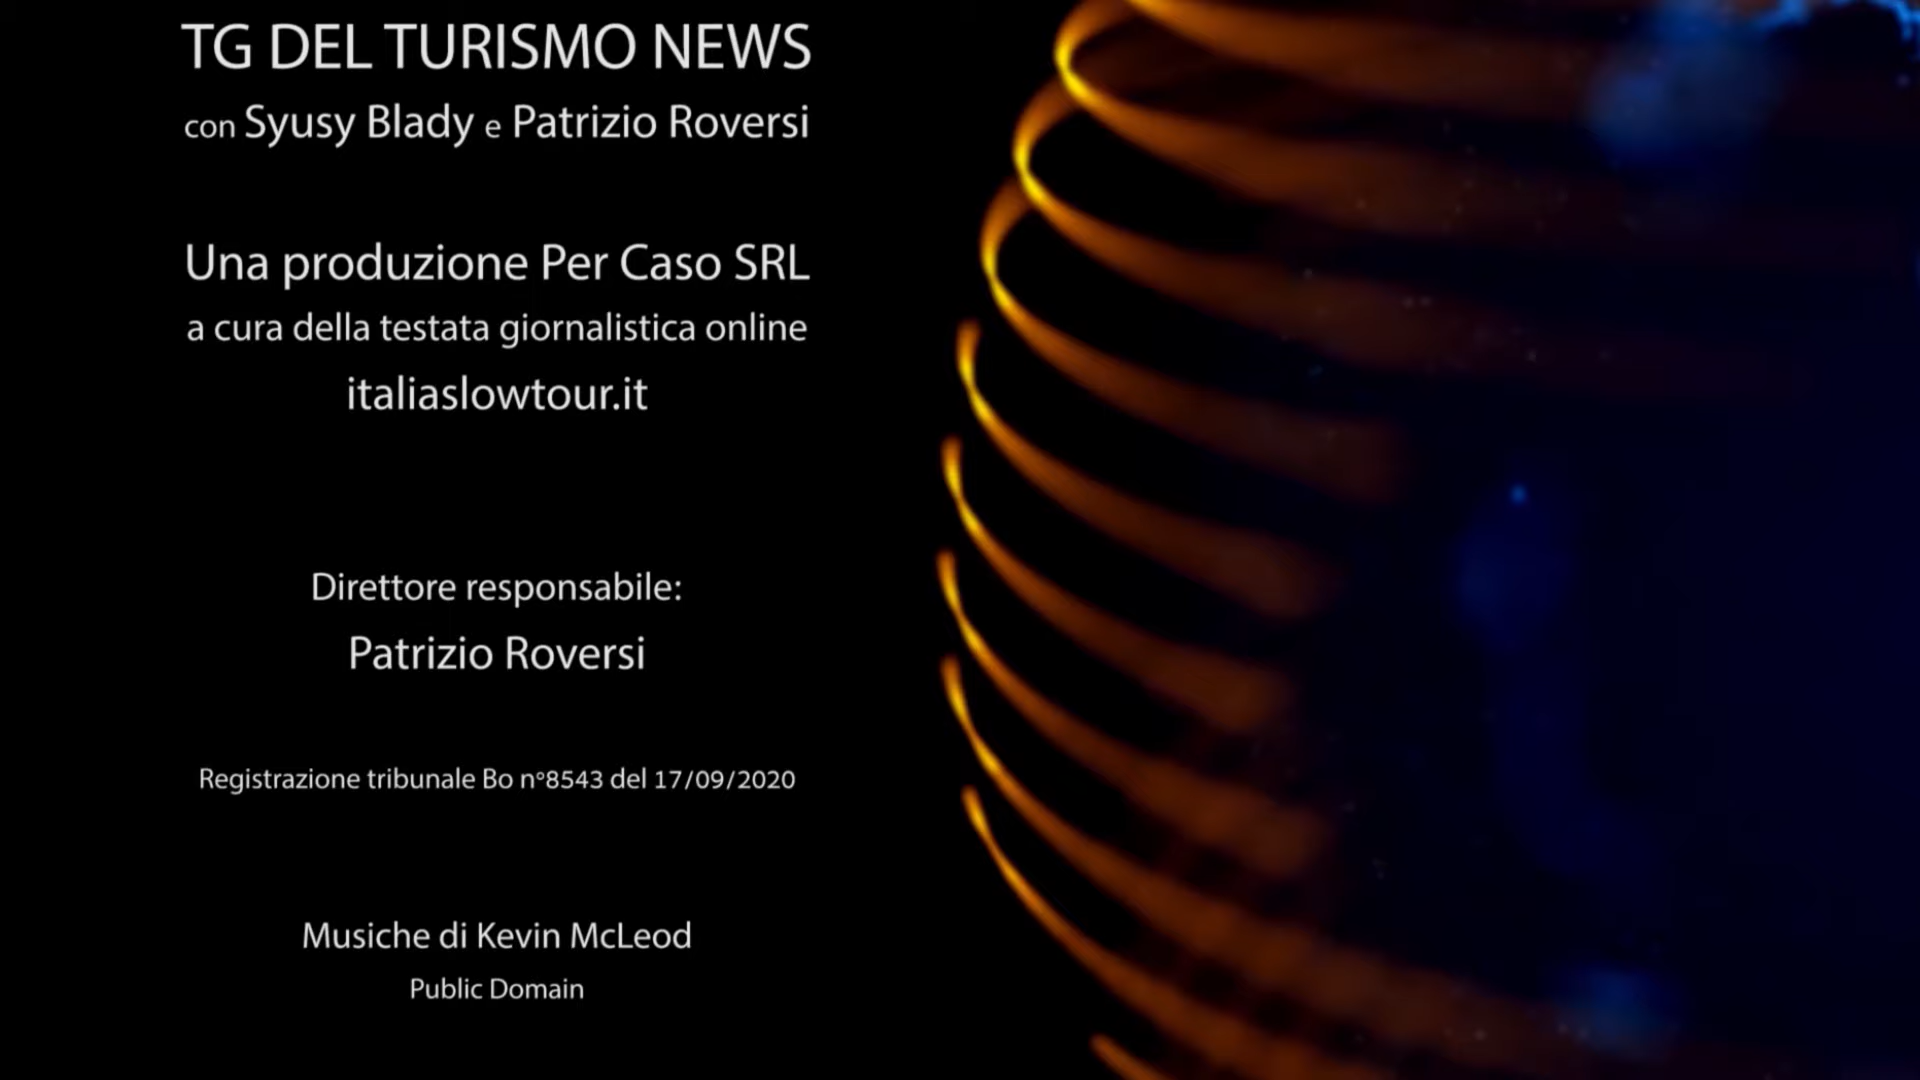 TG DEL TURISMO NEWS
con Syusy Blady e Patrizio Roversi
Una produzione Per Caso SRL
a cura della testata giornalistica online
italiaslowtour.it
Direttore responsabile:
Patrizio Roversi
Registrazione tribunale Bo n°8543 del 17/09/2020
Musiche di Kevin McLeod
Public Domain